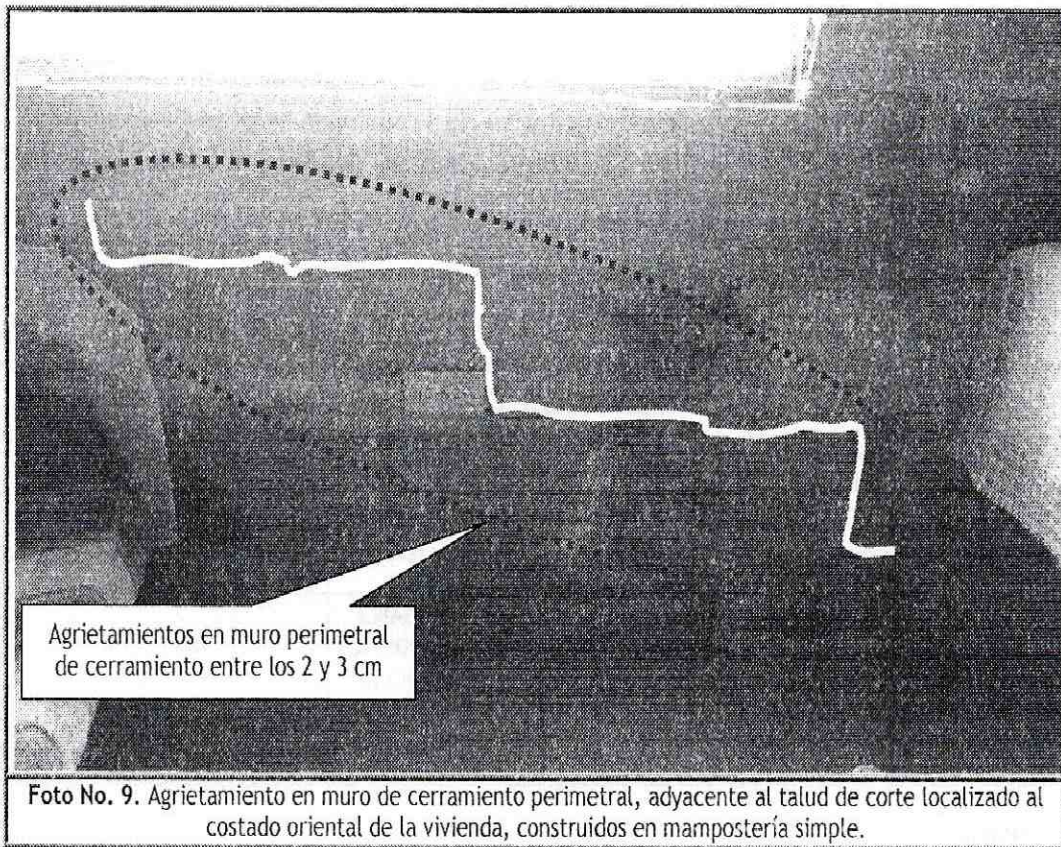 Agrietamientos en muro perimetral
de cerramiento entre los 2 y 3 cm
Foto No. 9. Agrietamiento en muro de cerramiento perimetral, adyacente al talud de corte localizado al
costado oriental de la vivienda, construidos en mampostería simple.